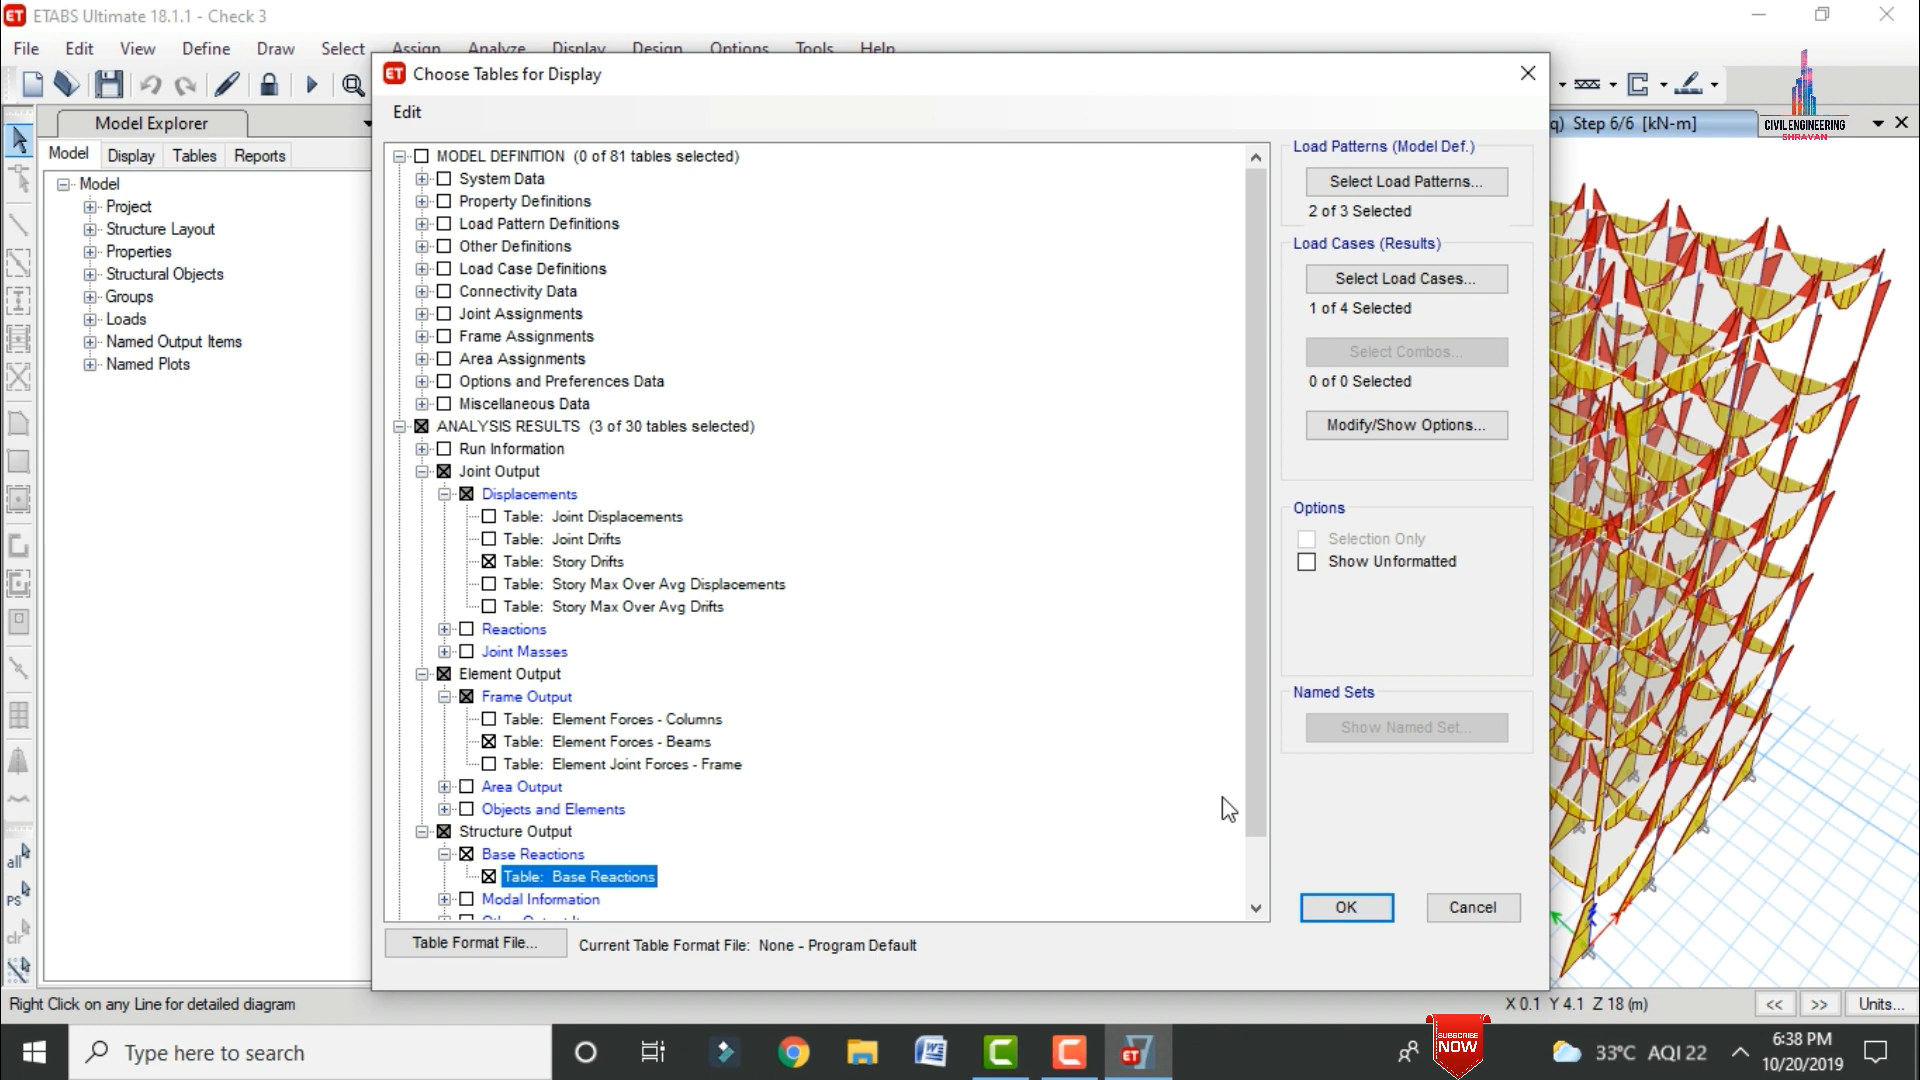 ETABS Ultimate 18.1.1 - Check 3
File Edit View Define Draw Select Assign Analyze Display Design Options Tools Help
Choose Tables for Display
Edit
Model Explorer
Model Display Tables Reports
Model
Project
Structure Layout
Properties
Structural Objects
Groups
Loads
Named Output Items
Named Plots
MODEL DEFINITION (0 of 81 tables selected)
System Data
Property Definitions
Load Pattern Definitions
Other Definitions
Load Case Definitions
Connectivity Data
Joint Assignments
Frame Assignments
Area Assignments
Options and Preferences Data
Miscellaneous Data
ANALYSIS RESULTS (3 of 30 tables selected)
Run Information
Joint Output
Displacements
Table: Joint Displacements
Table: Joint Drifts
Table: Story Drifts
Table: Story Max Over Avg Displacements
Table: Story Max Over Avg Drifts
Reactions
Joint Masses
Element Output
Frame Output
Table: Element Forces - Columns
Table: Element Forces - Beams
Table: Element Joint Forces - Frame
Area Output
Objects and Elements
Structure Output
Base Reactions
Table: Base Reactions
Modal Information
Table Format File... Current Table Format File: None - Program Default
Load Patterns (Model Def.)
Select Load Patterns...
2 of 3 Selected
Load Cases (Results)
Select Load Cases...
1 of 4 Selected
Select Combos...
0 of 0 Selected
Modify/Show Options...
Options
Selection Only
Show Unformatted
Named Sets
Show Named Set...
OK Cancel
q) Step 6/6 [kN-m]
CIVIL ENGINEERING
SHRAVAN
all
PS
clr
Right Click on any Line for detailed diagram
X 0.1 Y 4.1 Z 18 (m)
<< >> Units...
Type here to search
SUBSCRIBE
NOW
33°C AQI 22
6:38 PM
10/20/2019